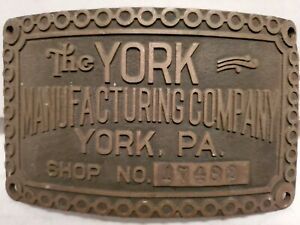 The YORK
MANUFACTURING COMPANY
YORK, PA.
SHOP NO.